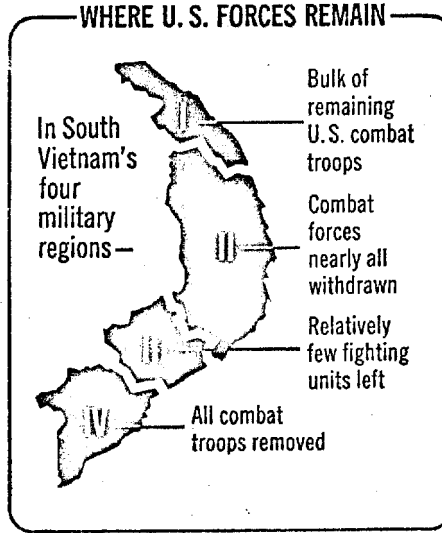 WHERE U. S. FORCES REMAIN
In South
Vietnam's
four
military
regions—
I
Bulk of
remaining
U. S. combat
troops
II
Combat
forces
nearly all
withdrawn
III
Relatively
few fighting
units left
IV
All combat
troops removed